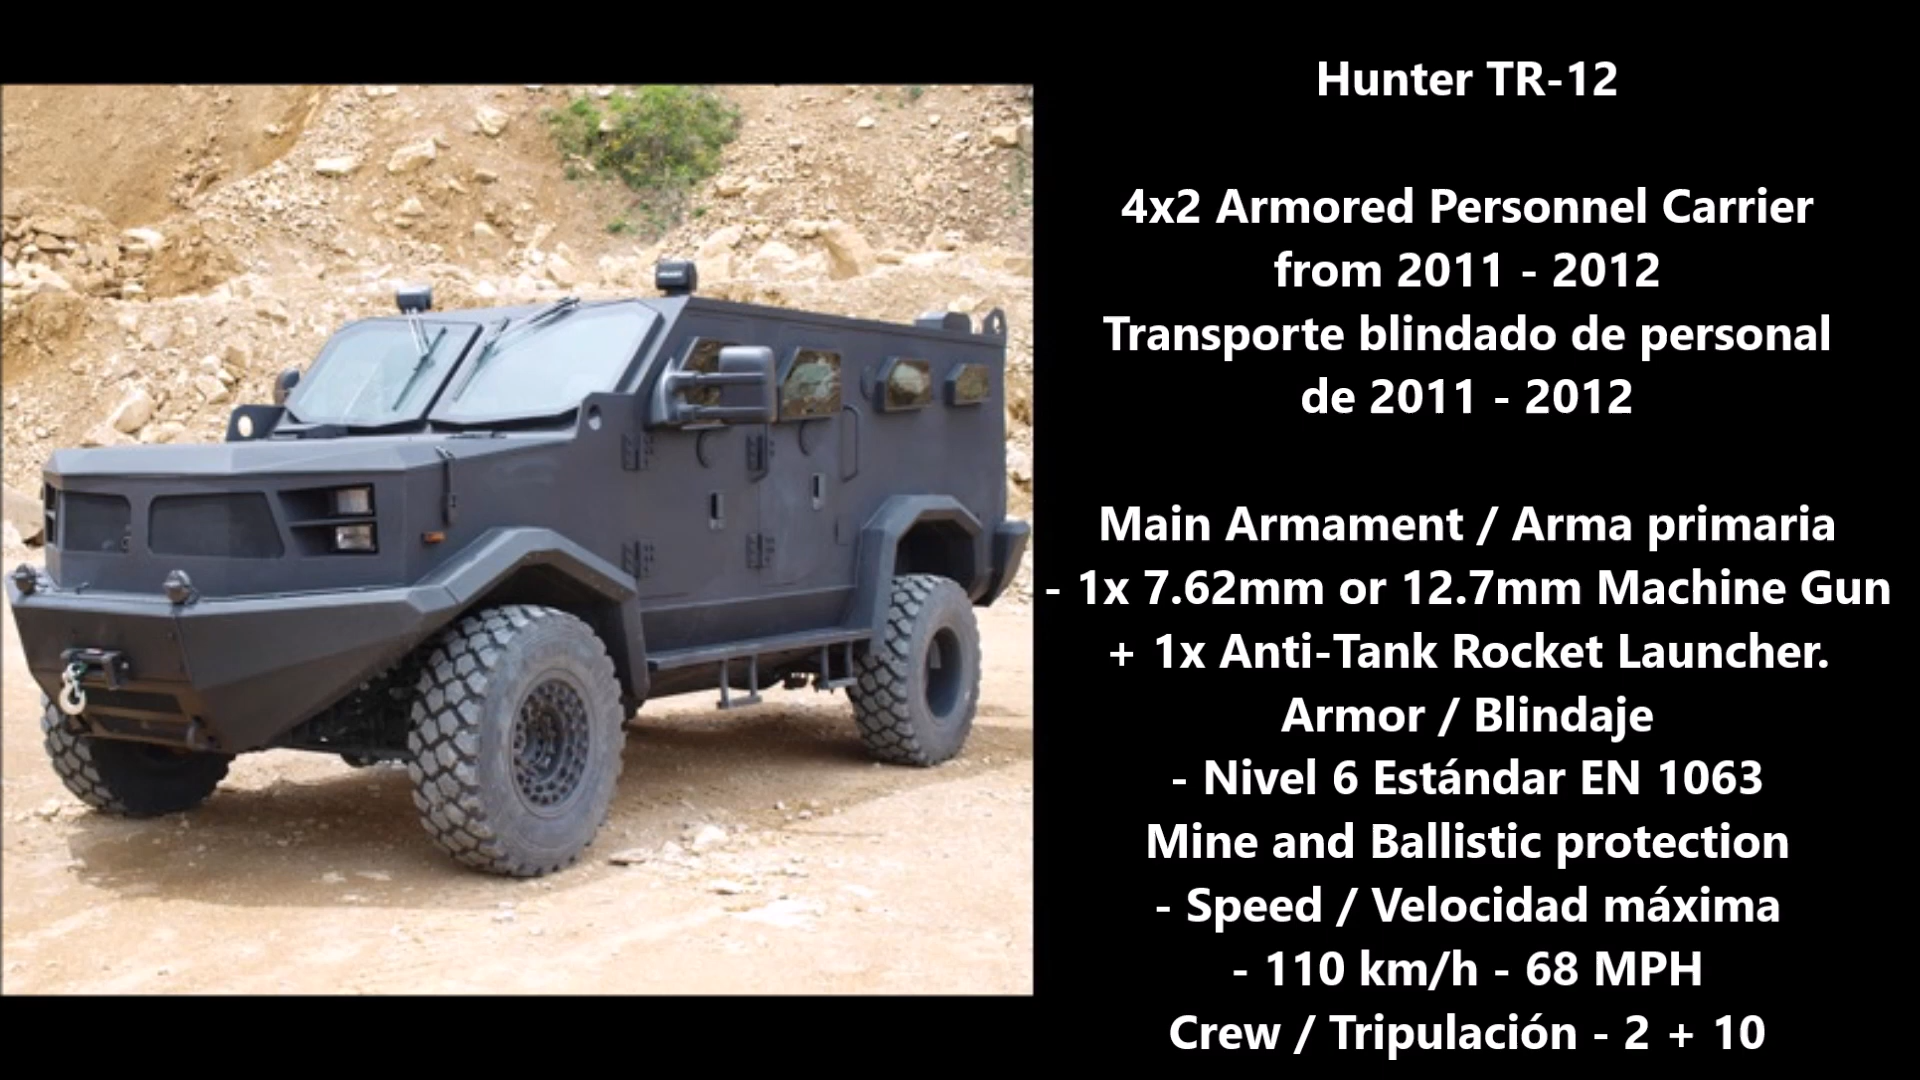 Hunter TR-12
4x2 Armored Personnel Carrier
from 2011 - 2012
Transporte blindado de personal
de 2011 - 2012
Main Armament / Arma primaria
- 1x 7.62mm or 12.7mm Machine Gun
+ 1x Anti-Tank Rocket Launcher.
Armor / Blindaje
- Nivel 6 Estándar EN 1063
Mine and Ballistic protection
- Speed / Velocidad máxima
- 110 km/h - 68 MPH
Crew / Tripulación - 2 + 10